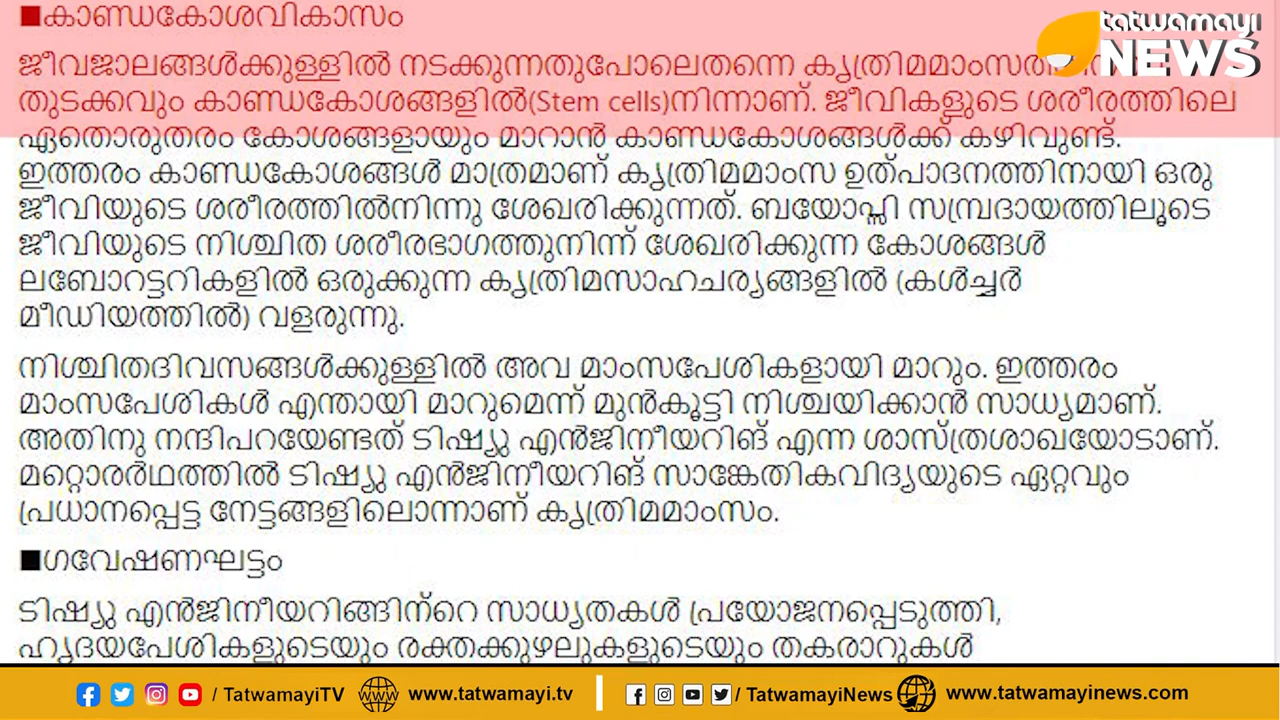 ■കാണ്ഡകോശവികാസം
tatwamayi
NEWS
ജീവജാലങ്ങൾക്കുള്ളിൽ നടക്കുന്നതുപോലെതന്നെ
തുടക്കവും കാണ്ഡകോശങ്ങളിൽ(Stem cells)നിന്നാണ്. ജീവികളുടെ ശരീരത്തിലെ
ഏതൊരുതരം കോശങ്ങളായും മാറാൻ കാണ്ഡകോശങ്ങൾക്ക് കഴിവുണ്ട്.
ഇത്തരം കാണ്ഡകോശങ്ങൾ മാത്രമാണ് കൃത്രിമമാംസ ഉത്പാദനത്തിനായി ഒരു
ജീവിയുടെ ശരീരത്തിൽനിന്നു ശേഖരിക്കുന്നത്. ബയോപ്സി സമ്പ്രദായത്തിലൂടെ
ജീവിയുടെ നിശ്ചിത ശരീരഭാഗത്തുനിന്ന് ശേഖരിക്കുന്ന കോശങ്ങൾ
ലബോറട്ടറികളിൽ ഒരുക്കുന്ന കൃത്രിമസാഹചര്യങ്ങളിൽ (കൾച്ചർ
മീഡിയത്തിൽ) വളരുന്നു.
നിശ്ചിതദിവസങ്ങൾക്കുള്ളിൽ അവ മാംസപേശികളായി മാറും. ഇത്തരം
മാംസപേശികൾ എന്തായി മാറുമെന്ന് മുൻകൂട്ടി നിശ്ചയിക്കാൻ സാധ്യമാണ്.
അതിനു നന്ദിപറയേണ്ടത് ടിഷ്യു എൻജിനീയറിങ് എന്ന ശാസ്ത്രശാഖയോടാണ്.
മറ്റൊരർഥത്തിൽ ടിഷ്യു എൻജിനീയറിങ് സാങ്കേതികവിദ്യയുടെ ഏറ്റവും
പ്രധാനപ്പെട്ട നേട്ടങ്ങളിലൊന്നാണ് കൃത്രിമമാംസം.
■ഗവേഷണഘട്ടം
ടിഷ്യു എൻജിനീയറിങ്ങിന്റെ സാധ്യതകൾ പ്രയോജനപ്പെടുത്തി,
ഹൃദയപേശികളുടെയും രക്തക്കുഴലുകളുടെയും തകരാറുകൾ
/ TatwamayiTV www.tatwamayi.tv / TatwamayiNews www.tatwamayinews.com